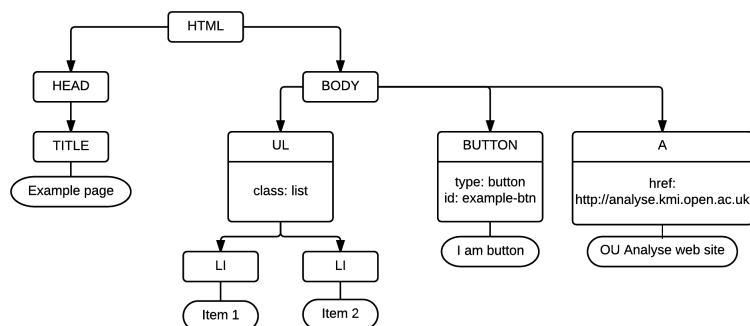 HTML
HEAD
BODY
TITLE
UL
BUTTON
A
Example page
class: list
type: button
id: example-btn
href:
http://analyse.kmi.open.ac.uk
I am button
OU Analyse web site
LI
LI
Item 1
Item 2